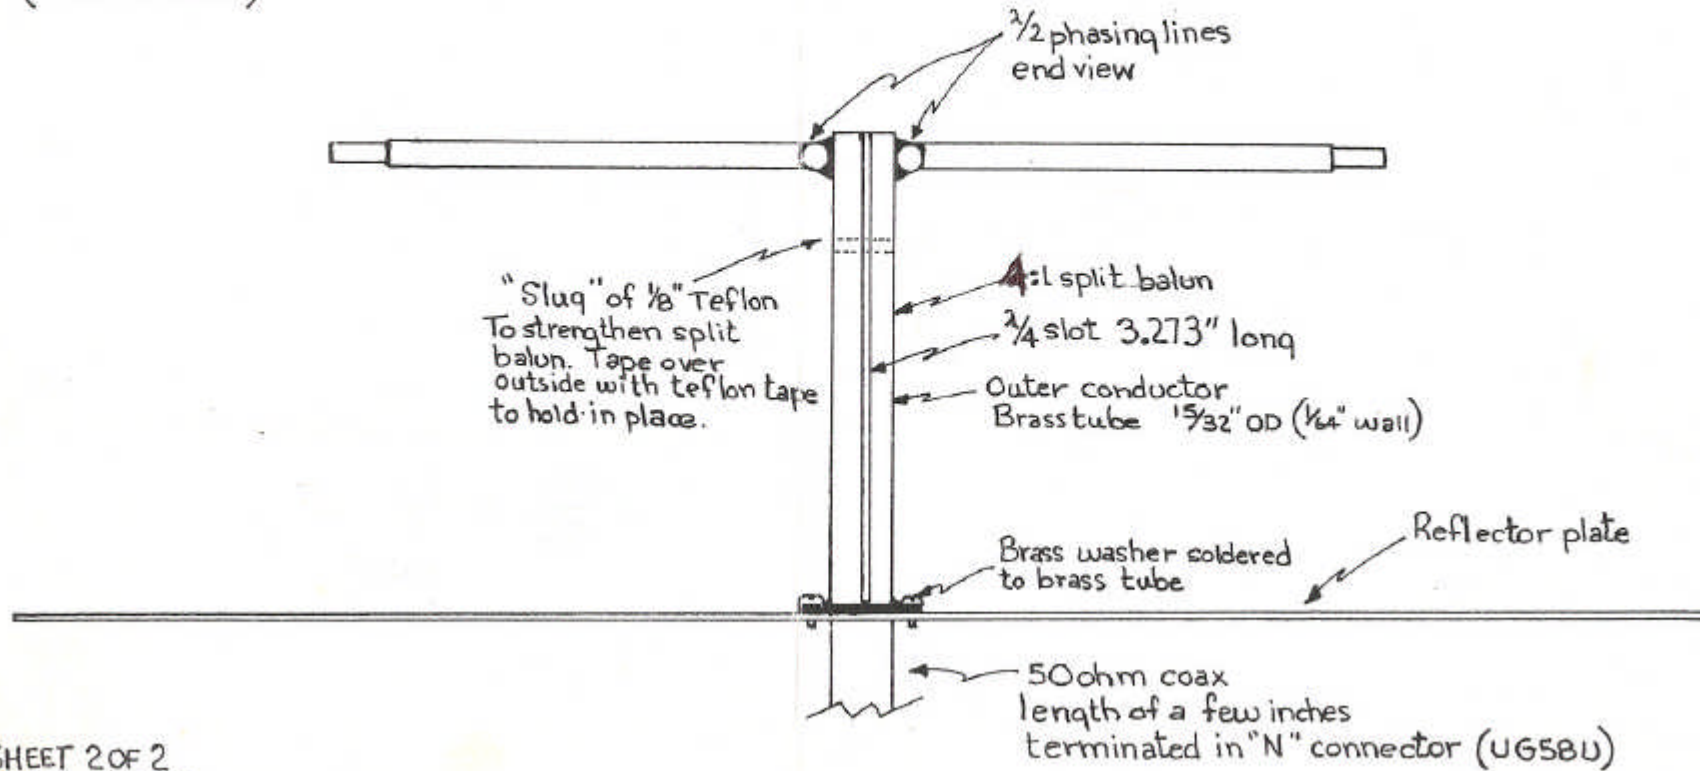 λ/2 phasing lines
end view
"Slug" of 1/8" Teflon
To strengthen split
balun. Tape over
outside with teflon tape
to hold in place.
4:1 split balun
λ/4 slot 3.273" long
Outer conductor
Brass tube 15/32" OD (1/64" wall)
Brass washer soldered
to brass tube
Reflector plate
50 ohm coax
length of a few inches
terminated in "N" connector (UG58U)
SHEET 2 OF 2